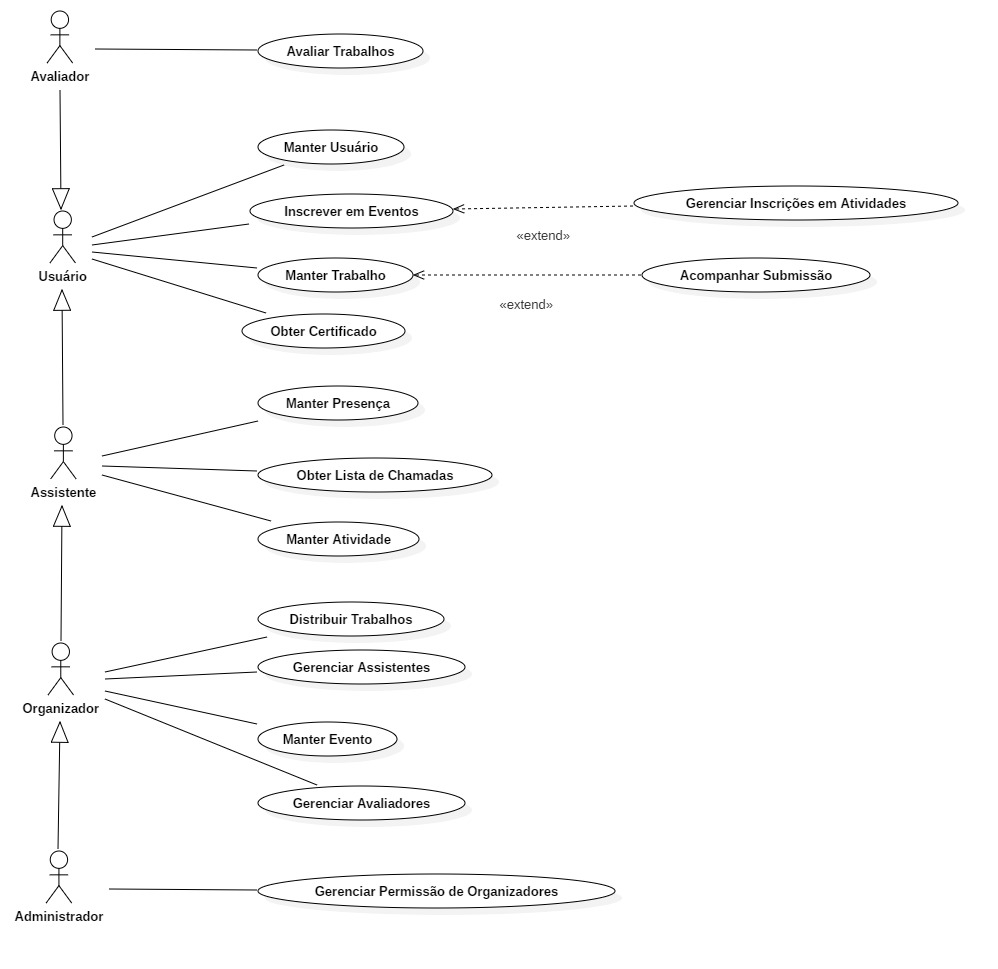 Avaliador
Avaliar Trabalhos
Manter Usuário
Inscrever em Eventos
Gerenciar Inscrições em Atividades
«extend»
Usuário
Manter Trabalho
Acompanhar Submissão
«extend»
Obter Certificado
Manter Presença
Obter Lista de Chamadas
Assistente
Manter Atividade
Distribuir Trabalhos
Gerenciar Assistentes
Organizador
Manter Evento
Gerenciar Avaliadores
Gerenciar Permissão de Organizadores
Administrador